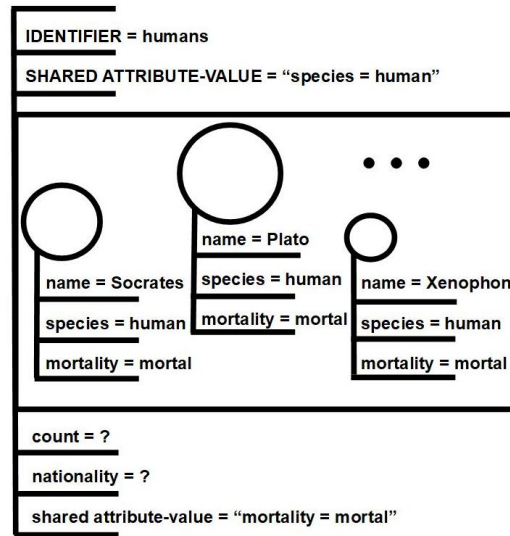 IDENTIFIER = humans
SHARED ATTRIBUTE-VALUE = “species = human”
name = Socrates
species = human
mortality = mortal
name = Plato
species = human
mortality = mortal
name = Xenophon
species = human
mortality = mortal
count = ?
nationality = ?
shared attribute-value = “mortality = mortal”